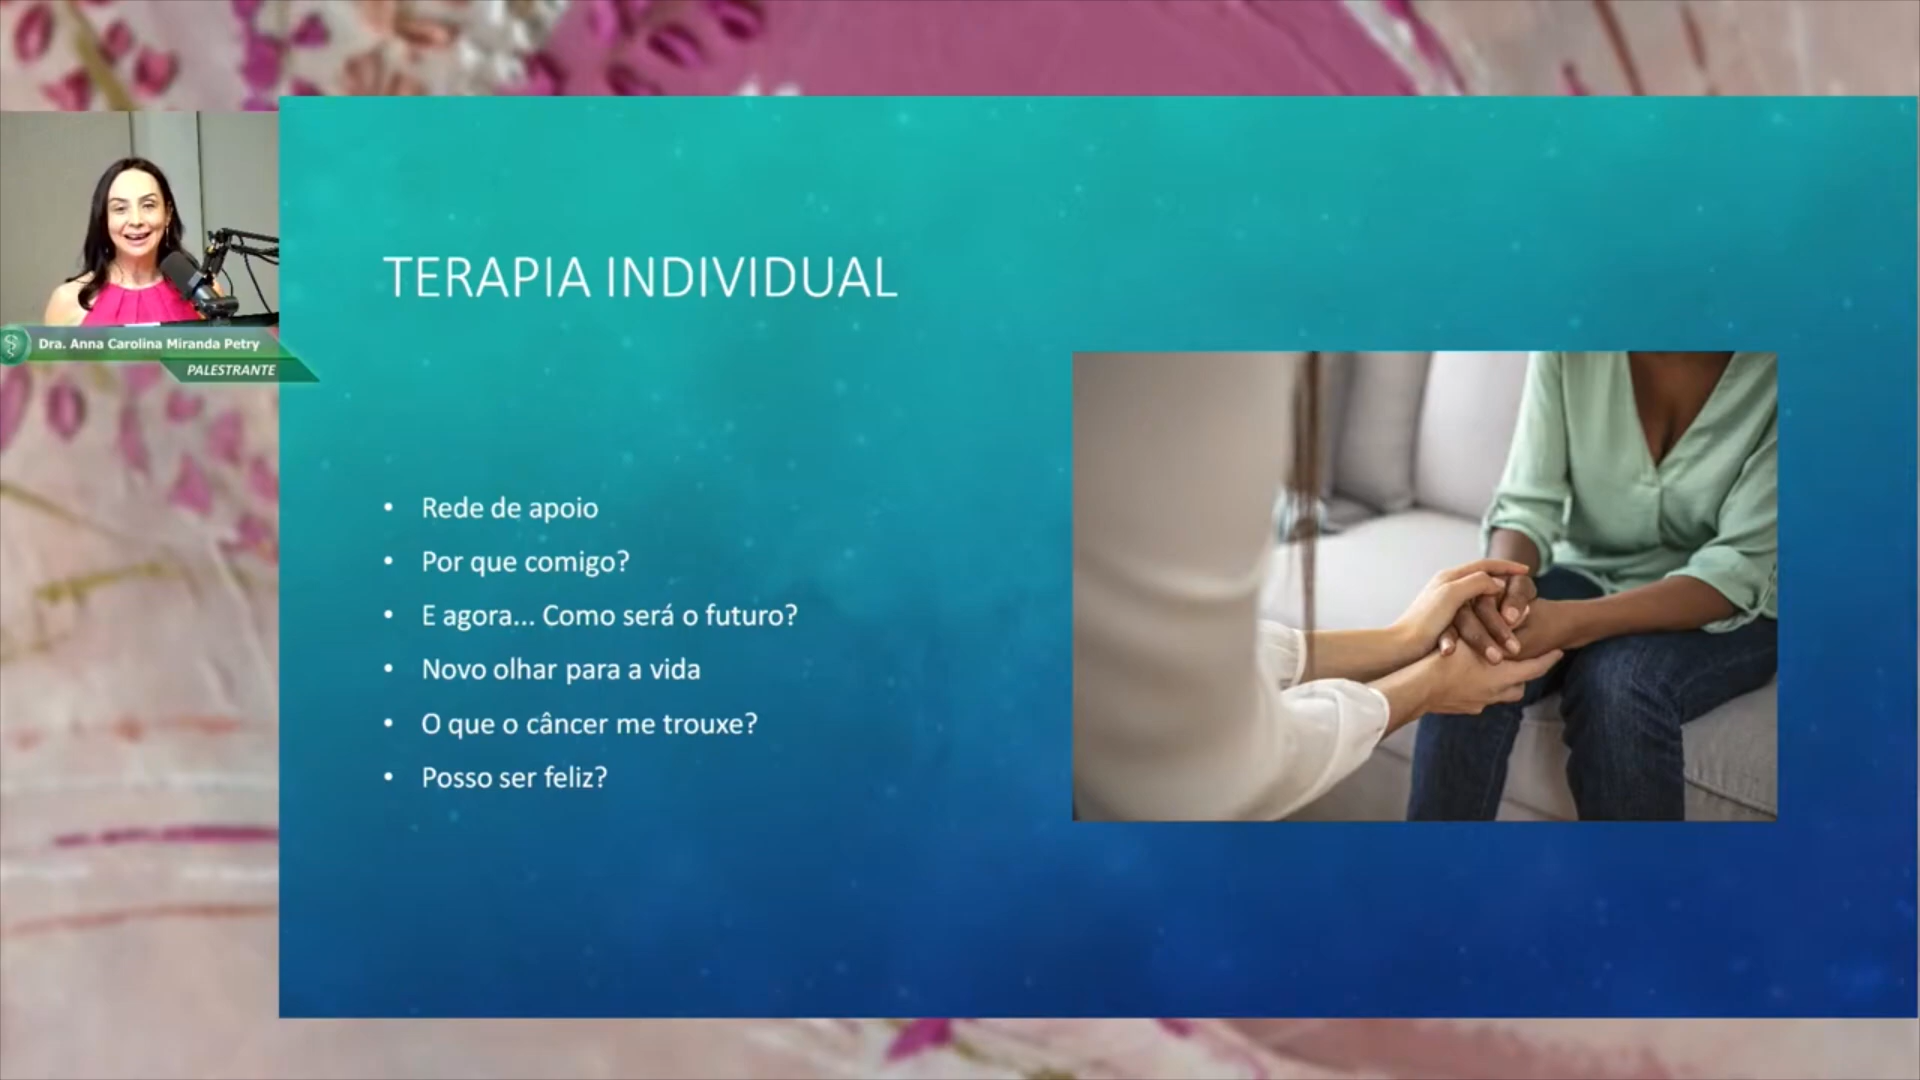 Dra. Anna Carolina Miranda Petry
PALESTRANTE
TERAPIA INDIVIDUAL
• Rede de apoio
• Por que comigo?
• E agora... Como será o futuro?
• Novo olhar para a vida
• O que o câncer me trouxe?
• Posso ser feliz?